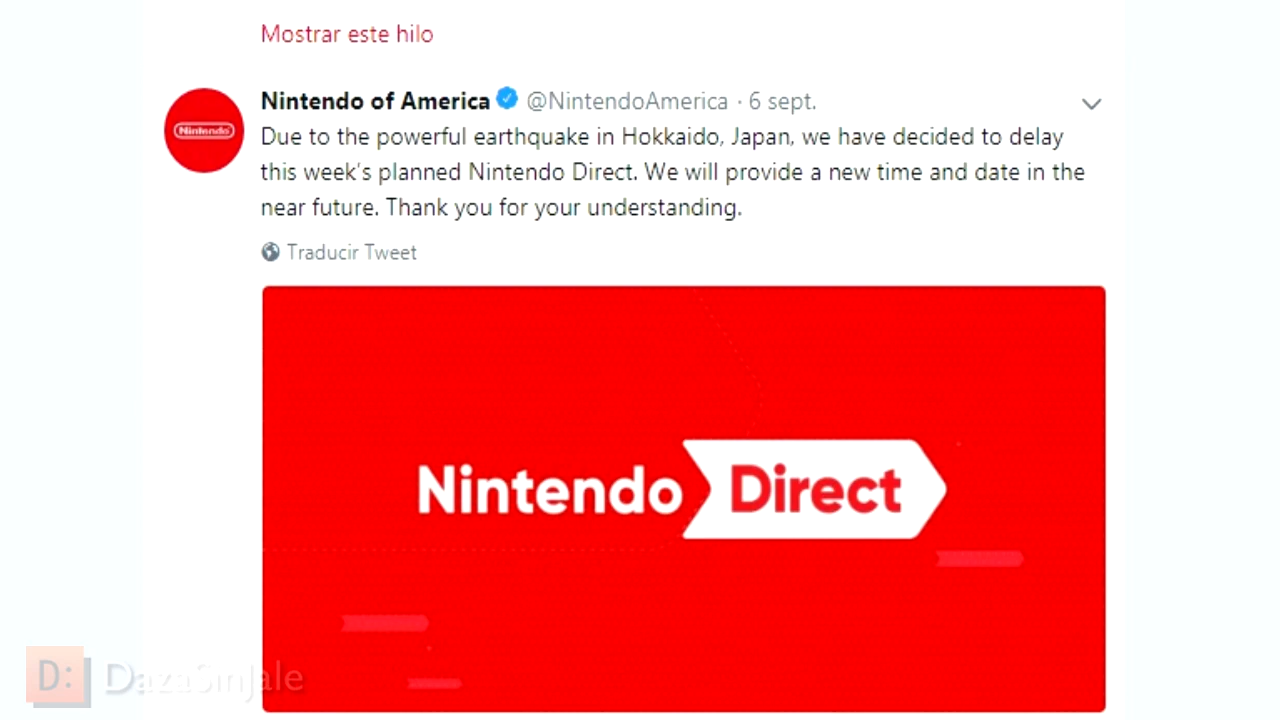 Mostrar este hilo
Nintendo of America @NintendoAmerica · 6 sept.
Nintendo
Due to the powerful earthquake in Hokkaido, Japan, we have decided to delay
this week's planned Nintendo Direct. We will provide a new time and date in the
near future. Thank you for your understanding.
Traducir Tweet
Nintendo Direct
D: DazaSinJale